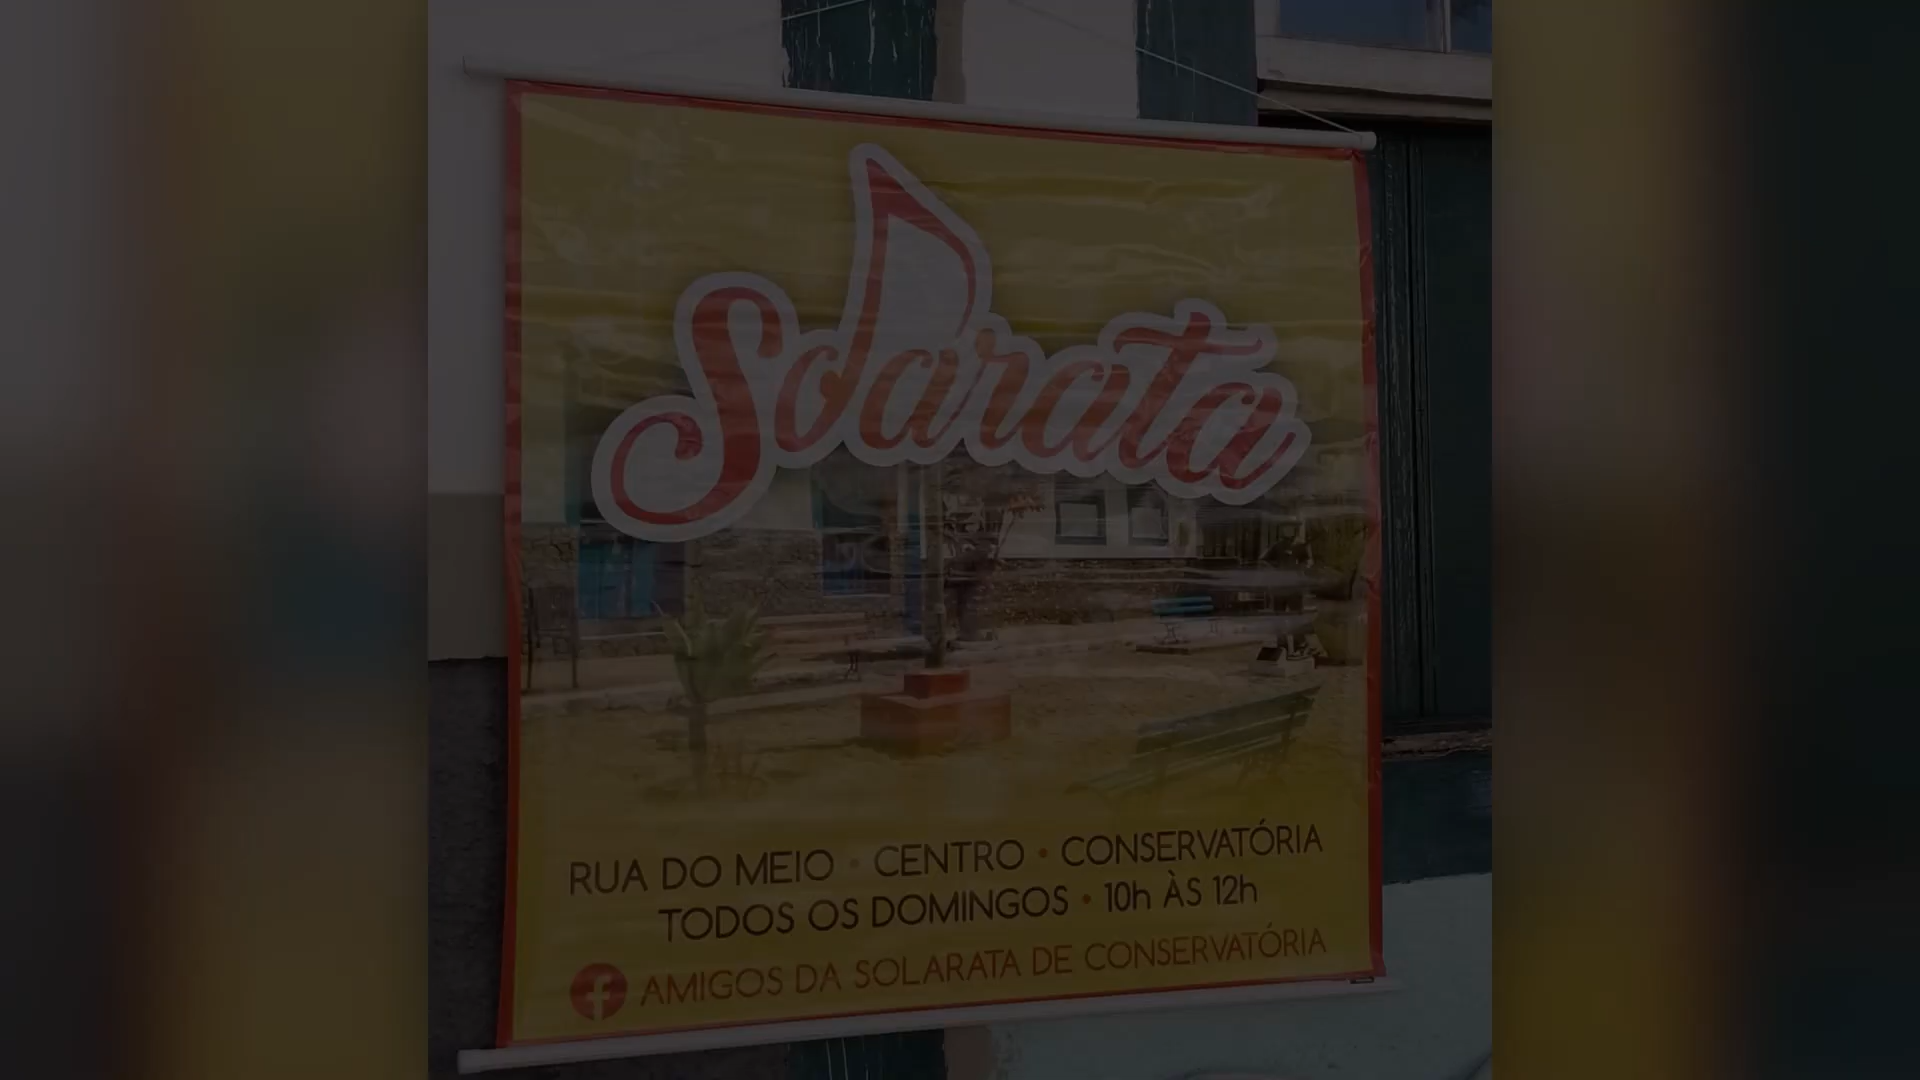 Solarata
RUA DO MEIO • CENTRO • CONSERVATÓRIA
TODOS OS DOMINGOS • 10h ÀS 12h
AMIGOS DA SOLARATA DE CONSERVATÓRIA